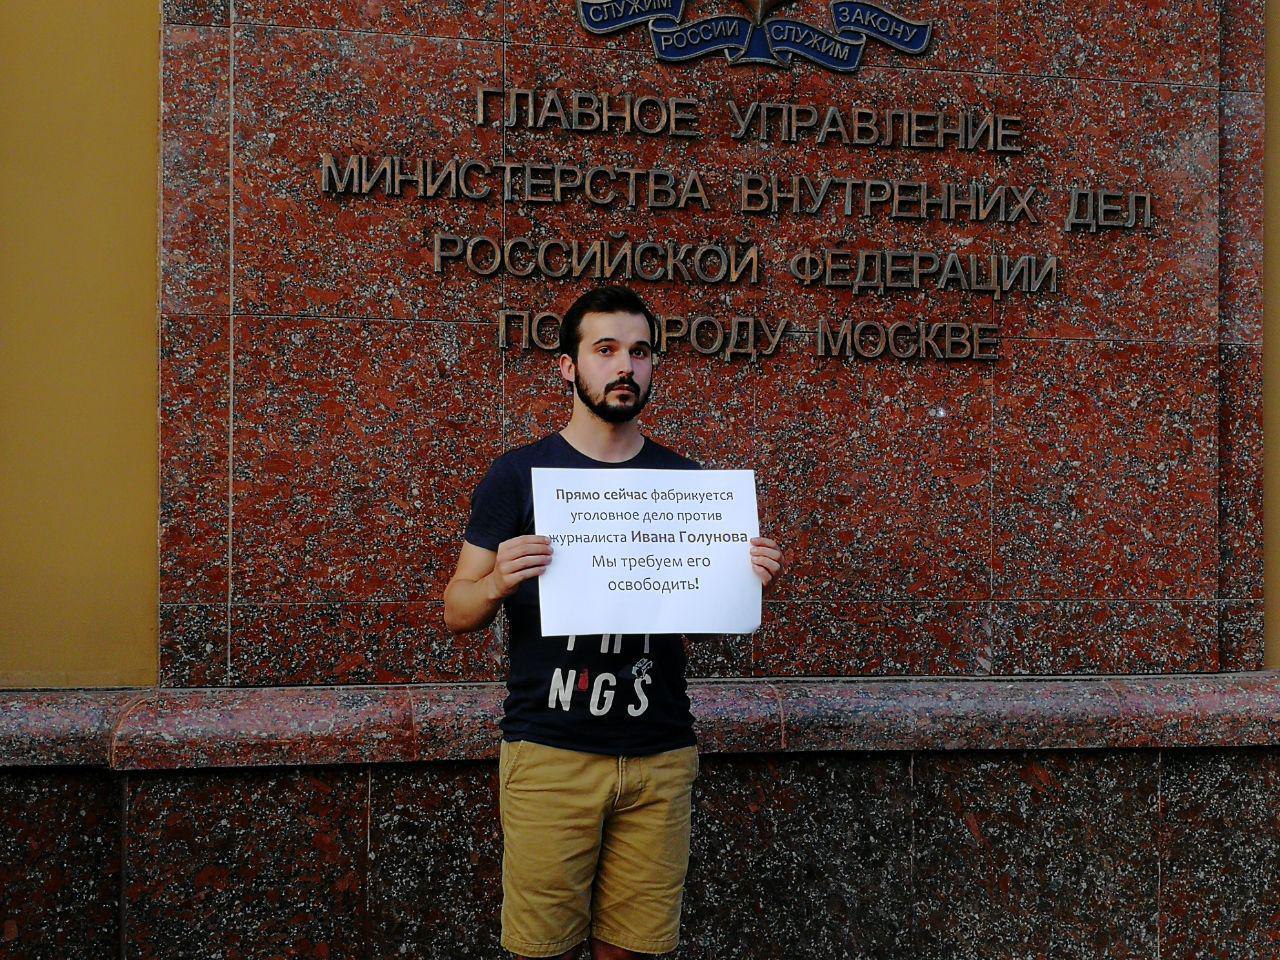 СЛУЖИМ
РОССИИ
СЛУЖИМ
ЗАКОНУ
ГЛАВНОЕ УПРАВЛЕНИЕ
МИНИСТЕРСТВА ВНУТРЕННИХ ДЕЛ
РОССИЙСКОЙ ФЕДЕРАЦИИ
ПО ГОРОДУ МОСКВЕ
Прямо сейчас фабрикуется
уголовное дело против
журналиста Ивана Голунова
Мы требуем его
освободить!
NGS